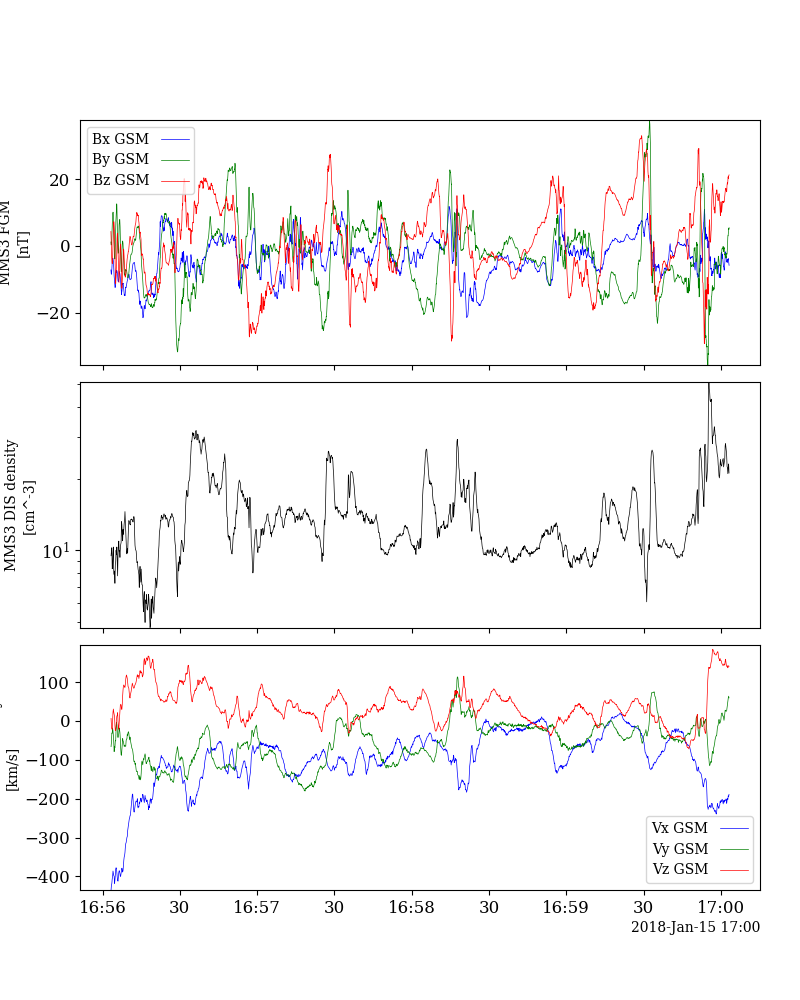 Bx GSM
By GSM
Bz GSM
20
0
−20
MMS3 FGM
[nT]
10^1
MMS3 DIS density
[cm^-3]
100
0
−100
−200
−300
−400
[km/s]
Vx GSM
Vy GSM
Vz GSM
16:56
30
16:57
30
16:58
30
16:59
30
17:00
2018-Jan-15 17:00